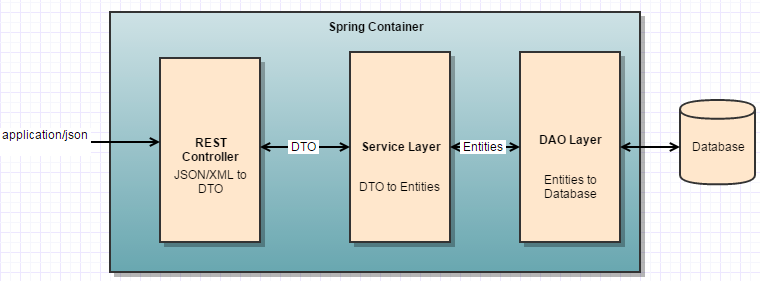 Spring Container
application/json
REST
Controller
JSON/XML to
DTO
DTO
Service Layer
DTO to Entities
Entities
DAO Layer
Entities to
Database
Database